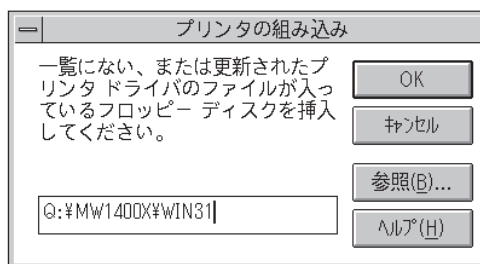 プリンタの組み込み
一覧にない、または更新されたプ
リンタ ドライバのファイルが入っ
ているフロッピー ディスクを挿入
してください。
Q:¥MW1400X¥WIN31
OK
ｷｬﾝｾﾙ
参照(B)...
ﾍﾙﾌﾟ(H)